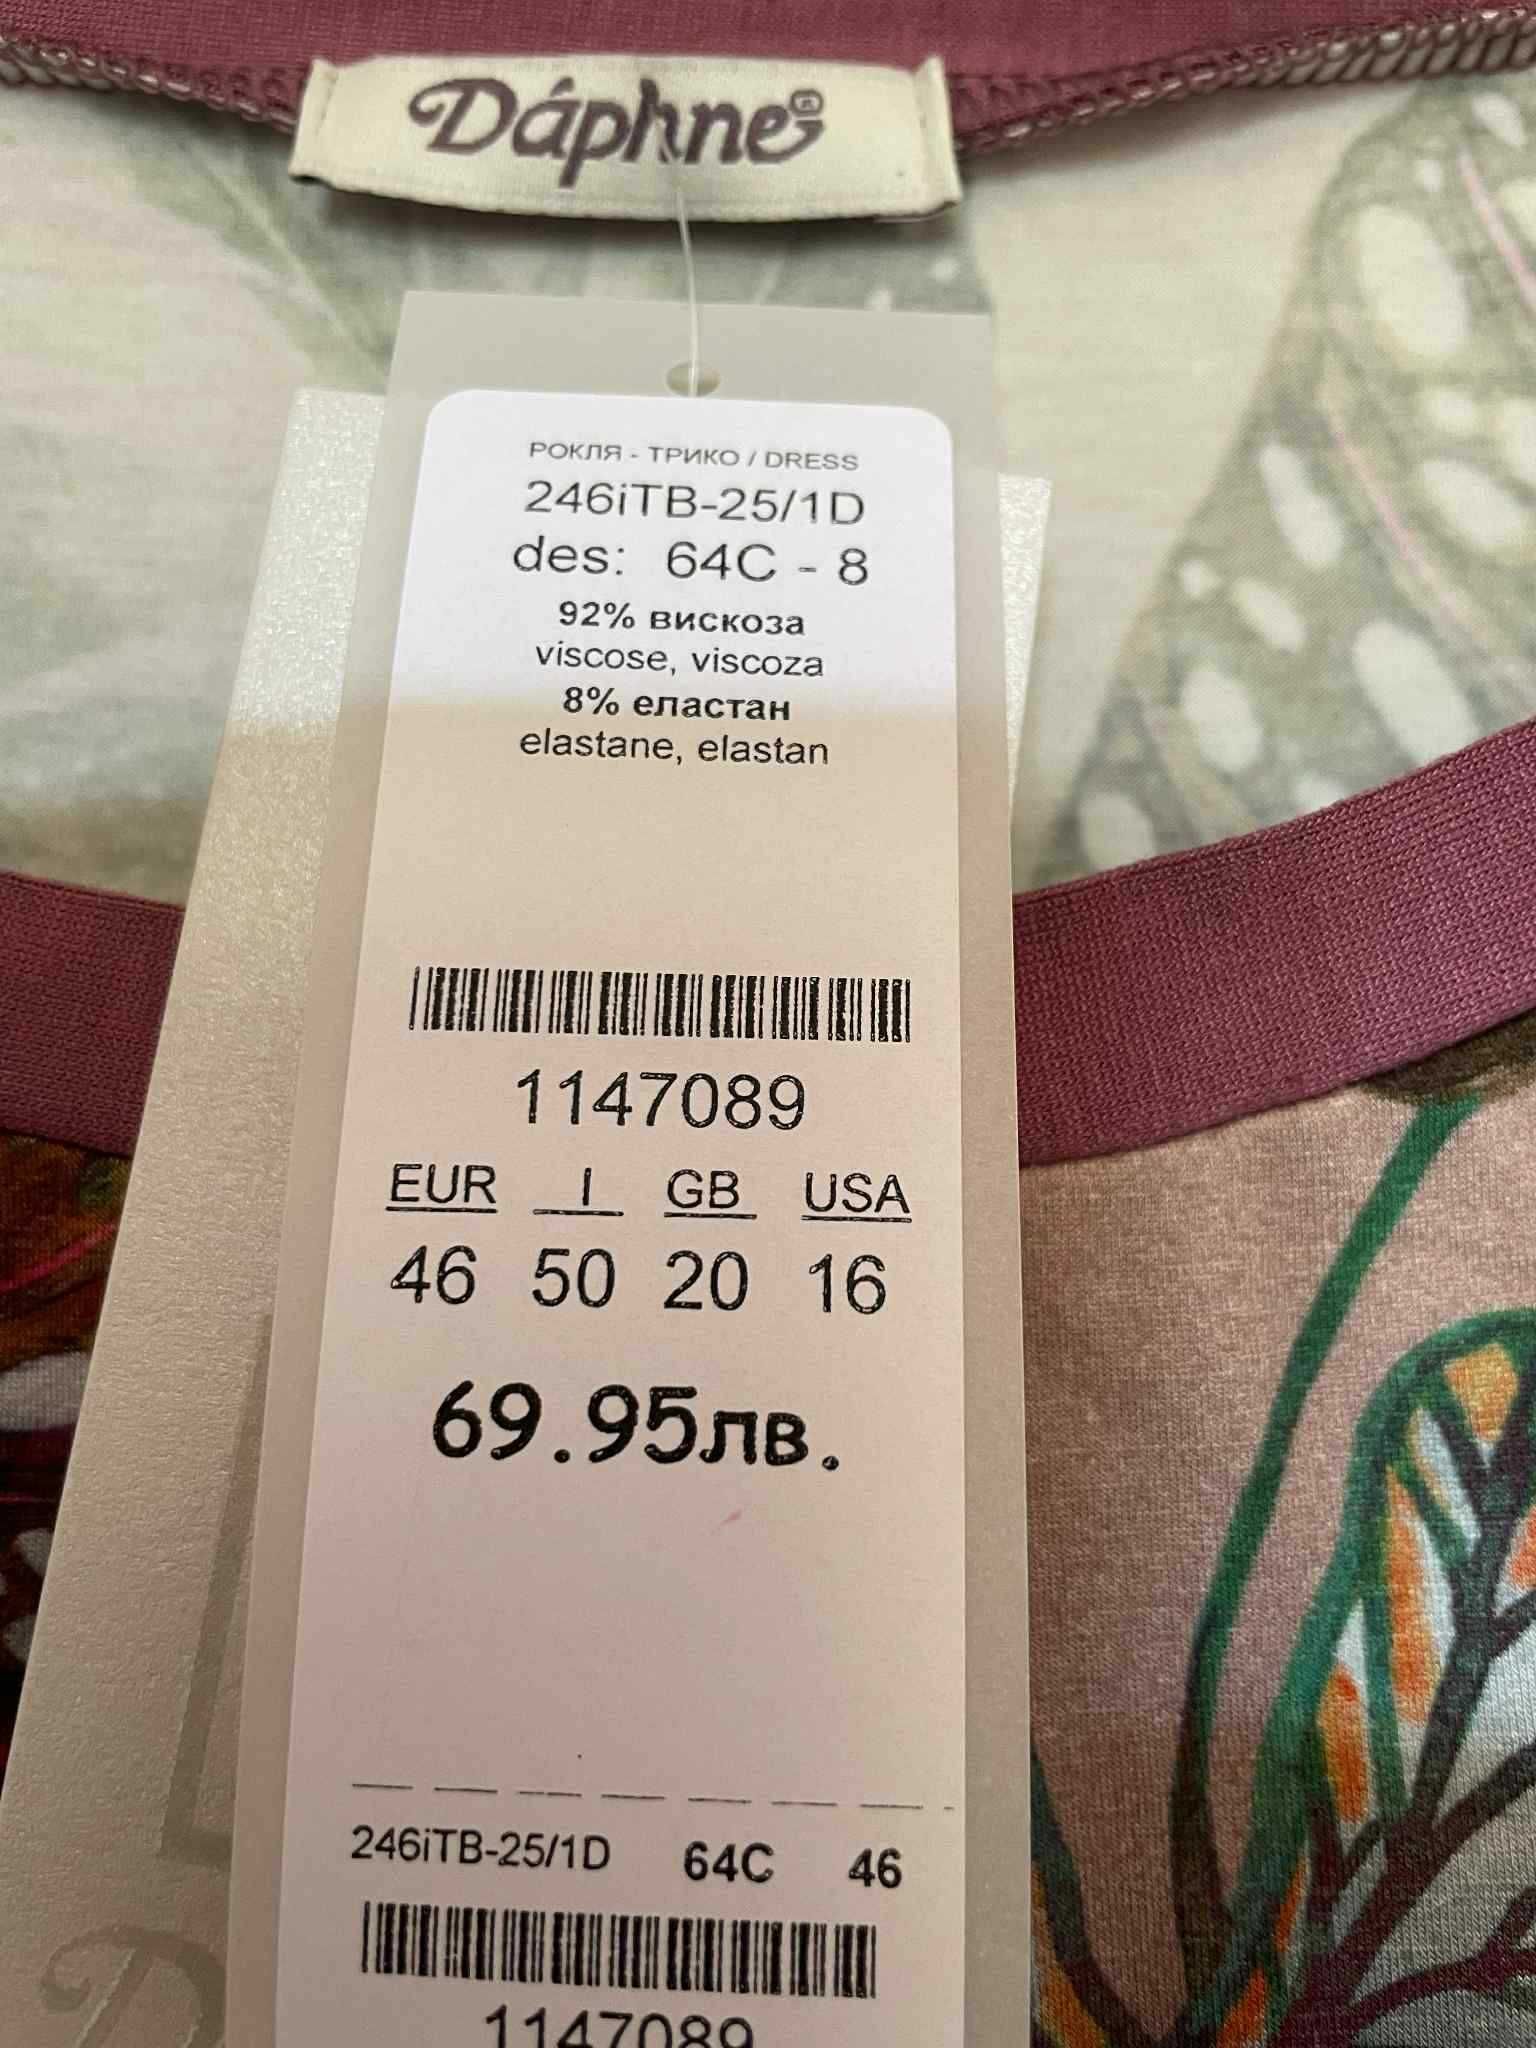 Dáphne ®
РОКЛЯ - ТРИКО / DRESS
246iTB-25/1D
des: 64C - 8
92% вискоза
viscose, viscoza
8% еластан
elastane, elastan
1147089
EUR I GB USA
46 50 20 16
69.95лв.
246iTB-25/1D 64C 46
1147089